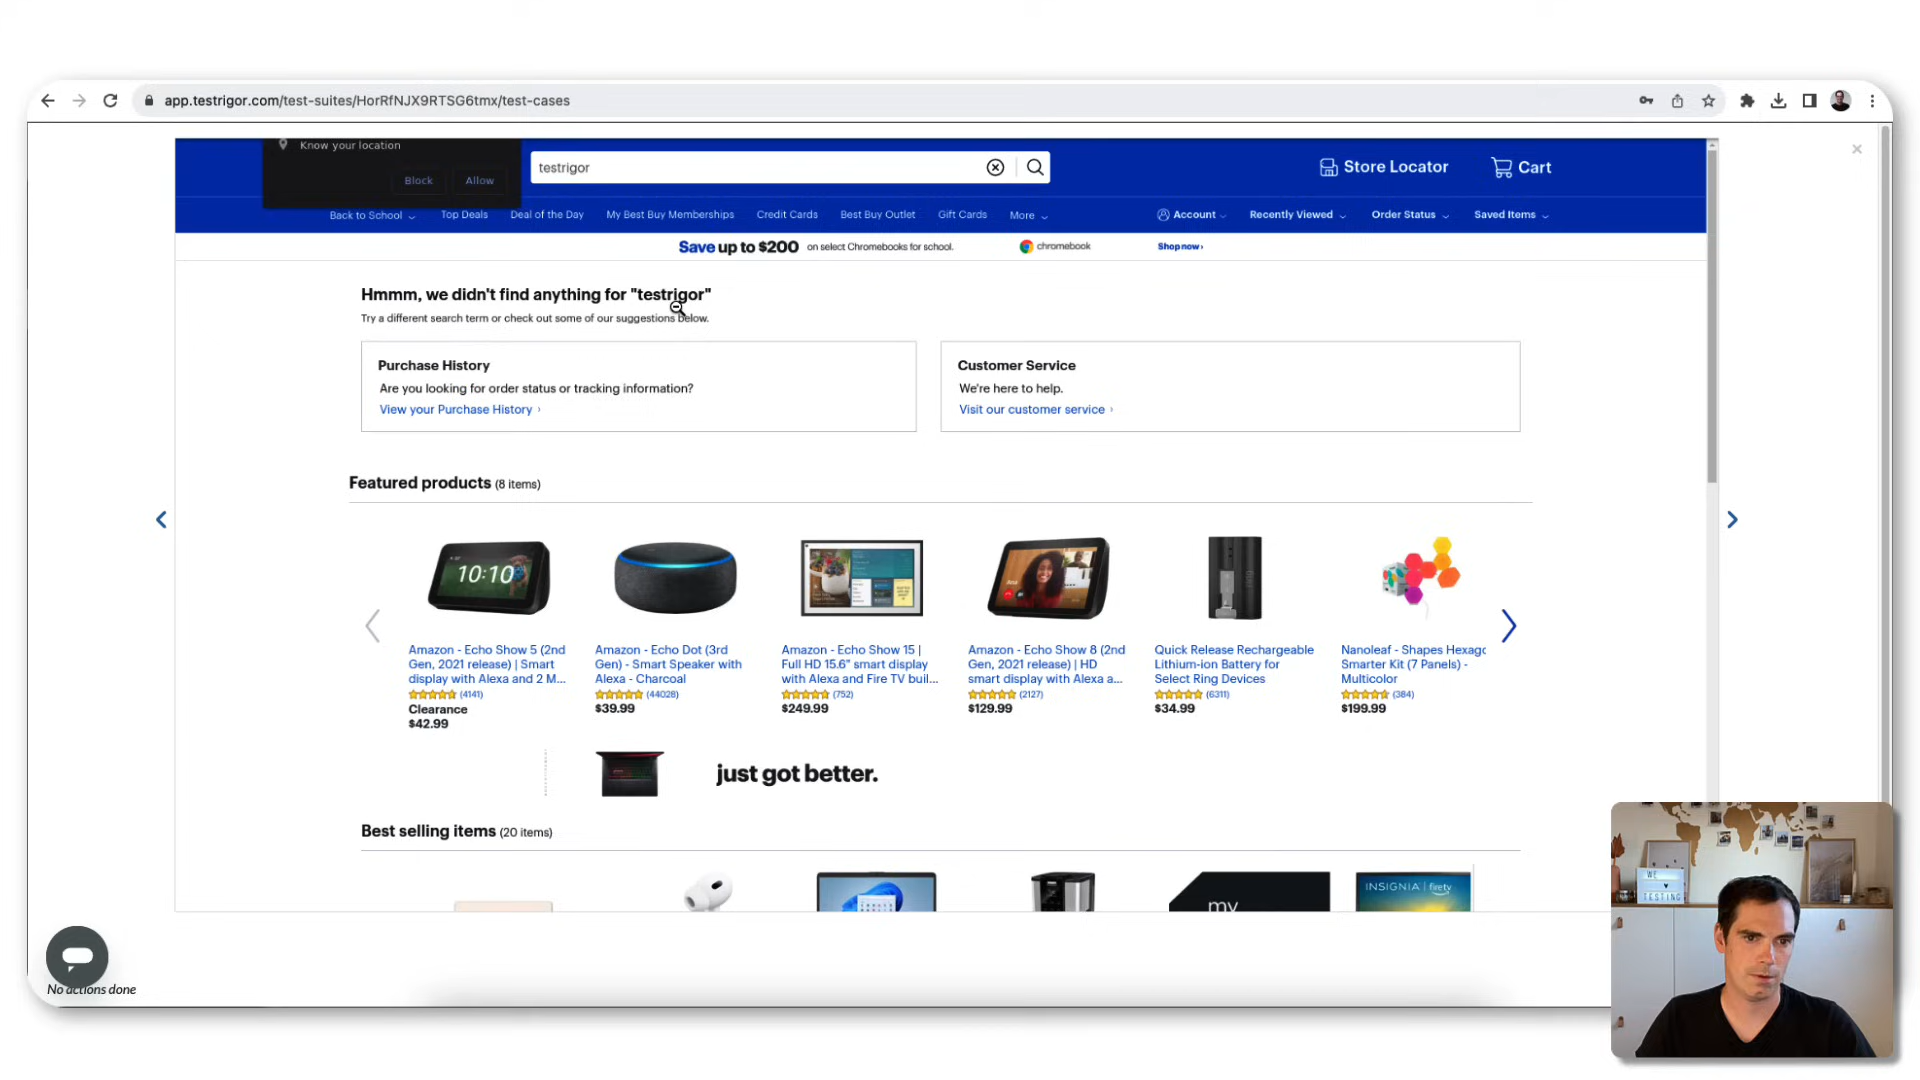 app.testrigor.com/test-suites/HorRfNJX9RTSG6tmx/test-cases
Know your location
Block Allow
testrigor
Store Locator
Cart
Back to School Top Deals Deal of the Day My Best Buy Memberships Credit Cards Best Buy Outlet Gift Cards More
Account Recently Viewed Order Status Saved Items
Save up to $200 on select Chromebooks for school. chromebook Shop now ›
Hmmm, we didn't find anything for "testrigor"
Try a different search term or check out some of our suggestions below.
Purchase History
Are you looking for order status or tracking information?
View your Purchase History ›
Customer Service
We're here to help.
Visit our customer service ›
Featured products (8 items)
10:10
Amazon - Echo Show 5 (2nd
Gen, 2021 release) | Smart
display with Alexa and 2 M...
(4141)
Clearance
$42.99
Amazon - Echo Dot (3rd
Gen) - Smart Speaker with
Alexa - Charcoal
(44028)
$39.99
Amazon - Echo Show 15 |
Full HD 15.6" smart display
with Alexa and Fire TV buil...
(752)
$249.99
Amazon - Echo Show 8 (2nd
Gen, 2021 release) | HD
smart display with Alexa a...
(2127)
$129.99
Quick Release Rechargeable
Lithium-ion Battery for
Select Ring Devices
(6311)
$34.99
Nanoleaf - Shapes Hexago
Smarter Kit (7 Panels) -
Multicolor
(384)
$199.99
just got better.
Best selling items (20 items)
my
INSIGNIA firetv
No actions done
WE
TESTING